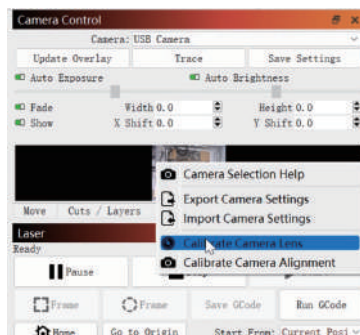 Camera Control
Camera: USB Camera
Update Overlay Trace Save Settings
Auto Exposure Auto Brightness
Fade Width 0.0 Height 0.0
Show X Shift 0.0 Y Shift 0.0
Camera Selection Help
Export Camera Settings
Import Camera Settings
Calibrate Camera Lens
Calibrate Camera Alignment
Move Cuts / Layers
Laser
Ready
Pause
Frame Frame Save GCode Run GCode
Home Go to Origin Start From: Current Posi